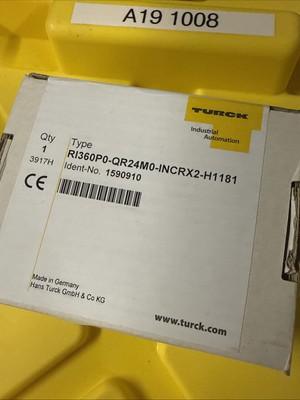 A19 1008
TURCK
Industrial
Automation
Qty
1
3917H
Type
RI360P0-QR24M0-INCRX2-H1181
Ident-No. 1590910
CE
Made in Germany
Hans Turck GmbH & Co KG
www.turck.com